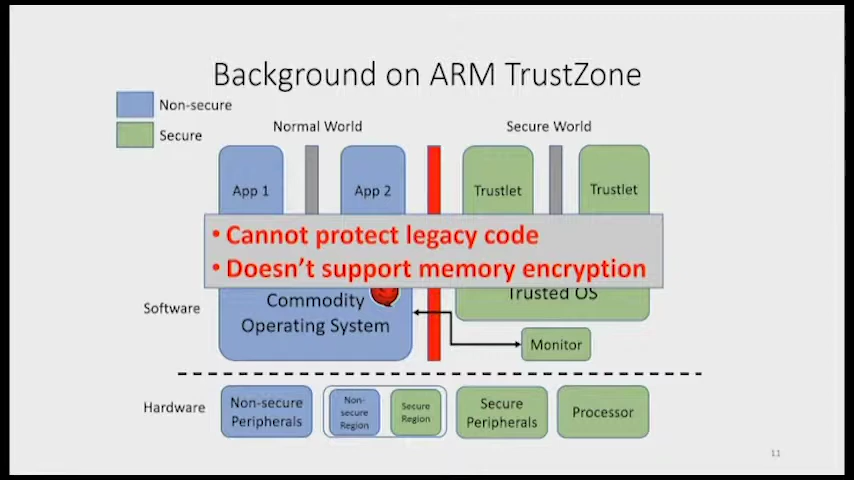 Background on ARM TrustZone
Non-secure
Secure
Normal World
Secure World
App 1
App 2
Trustlet
Trustlet
• Cannot protect legacy code
• Doesn't support memory encryption
Software
Commodity
Operating System
Trusted OS
Monitor
Hardware
Non-secure
Peripherals
Non-
secure
Region
Secure
Region
Secure
Peripherals
Processor
11